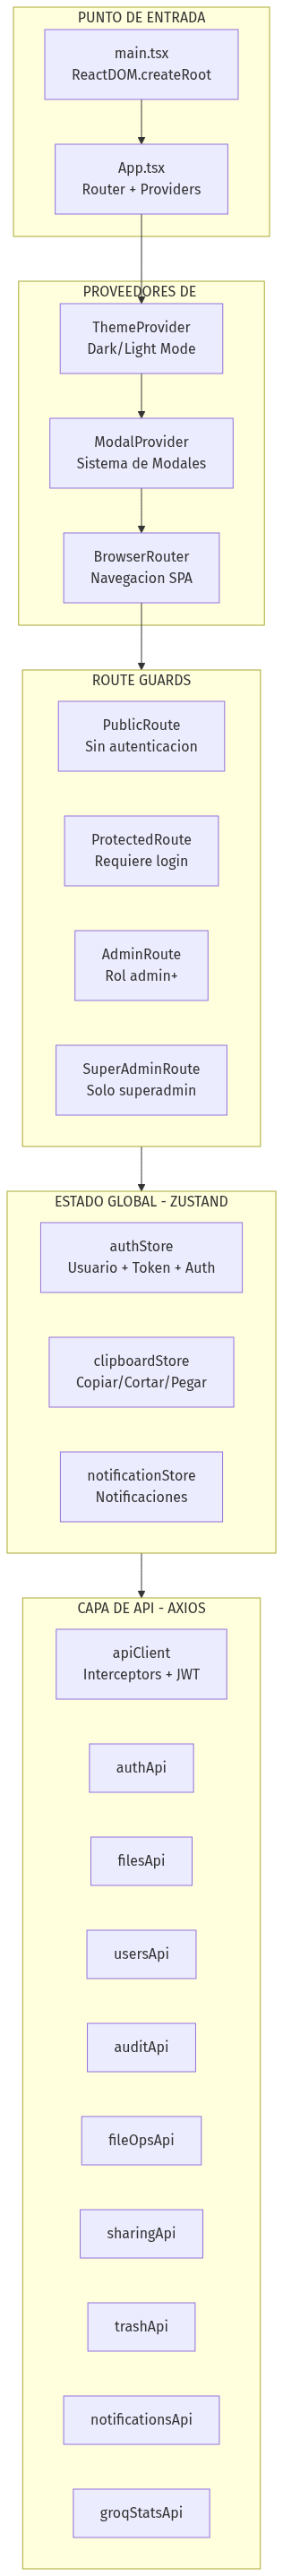 PUNTO DE ENTRADA
main.tsx
ReactDOM.createRoot
App.tsx
Router + Providers
PROVEEDORES DE
ThemeProvider
Dark/Light Mode
ModalProvider
Sistema de Modales
BrowserRouter
Navegacion SPA
ROUTE GUARDS
PublicRoute
Sin autenticacion
ProtectedRoute
Requiere login
AdminRoute
Rol admin+
SuperAdminRoute
Solo superadmin
ESTADO GLOBAL - ZUSTAND
authStore
Usuario + Token + Auth
clipboardStore
Copiar/Cortar/Pegar
notificationStore
Notificaciones
CAPA DE API - AXIOS
apiClient
Interceptors + JWT
authApi
filesApi
usersApi
auditApi
fileOpsApi
sharingApi
trashApi
notificationsApi
groqStatsApi